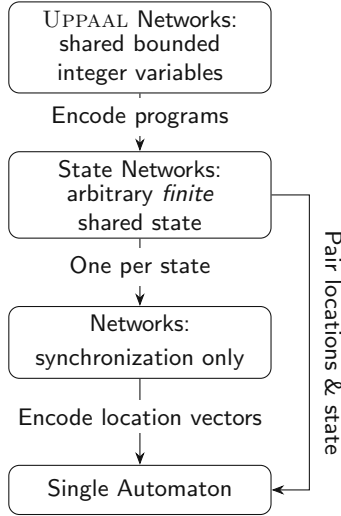 UPPAAL Networks:
shared bounded
integer variables
Encode programs
State Networks:
arbitrary finite
shared state
One per state
Networks:
synchronization only
Encode location vectors
Single Automaton
Pair locations & state